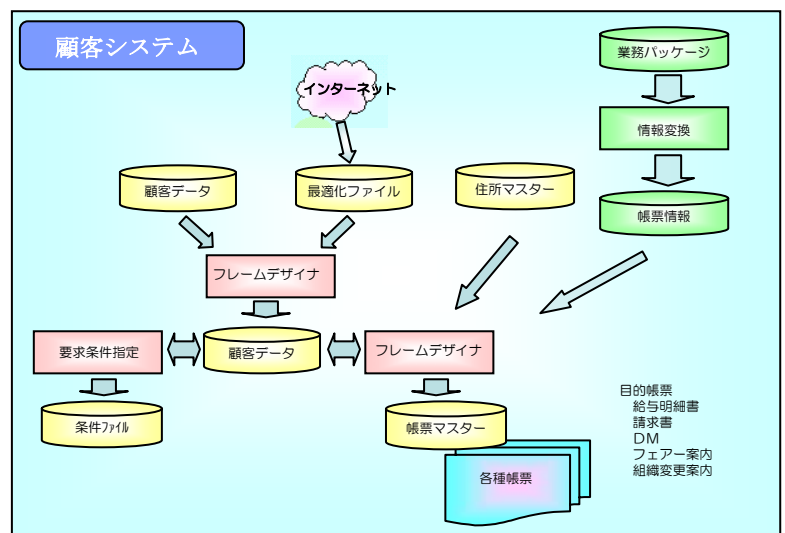 顧客システム
業務パッケージ
インターネット
情報変換
顧客データ
最適化ファイル
住所マスター
帳票情報
フレームデザイナ
要求条件指定
顧客データ
フレームデザイナ
条件ﾌｧｲﾙ
帳票マスター
各種帳票
目的帳票
給与明細書
請求書
ＤＭ
フェアー案内
組織変更案内